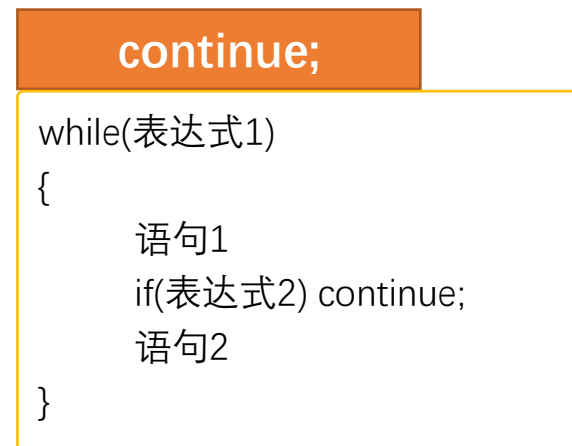 continue;
while(表达式1)
{
语句1
if(表达式2) continue;
语句2
}